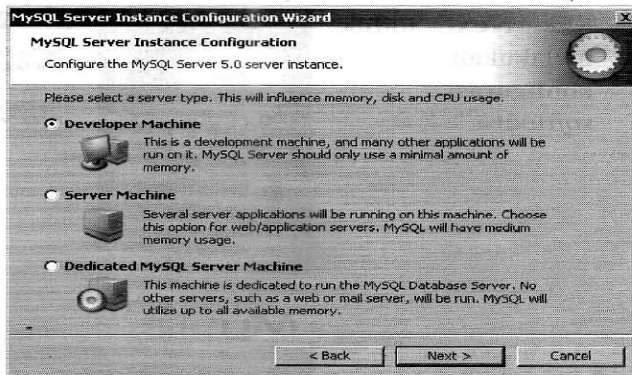 MySQL Server Instance Configuration Wizard
MySQL Server Instance Configuration
Configure the MySQL Server 5.0 server instance.
Please select a server type. This will influence memory, disk and CPU usage.
Developer Machine
This is a development machine, and many other applications will be
run on it. MySQL Server should only use a minimal amount of
memory.
Server Machine
Several server applications will be running on this machine. Choose
this option for web/application servers. MySQL will have medium
memory usage.
Dedicated MySQL Server Machine
This machine is dedicated to run the MySQL Database Server. No
other servers, such as a web or mail server, will be run. MySQL will
utilize up to all available memory.
< Back Next > Cancel